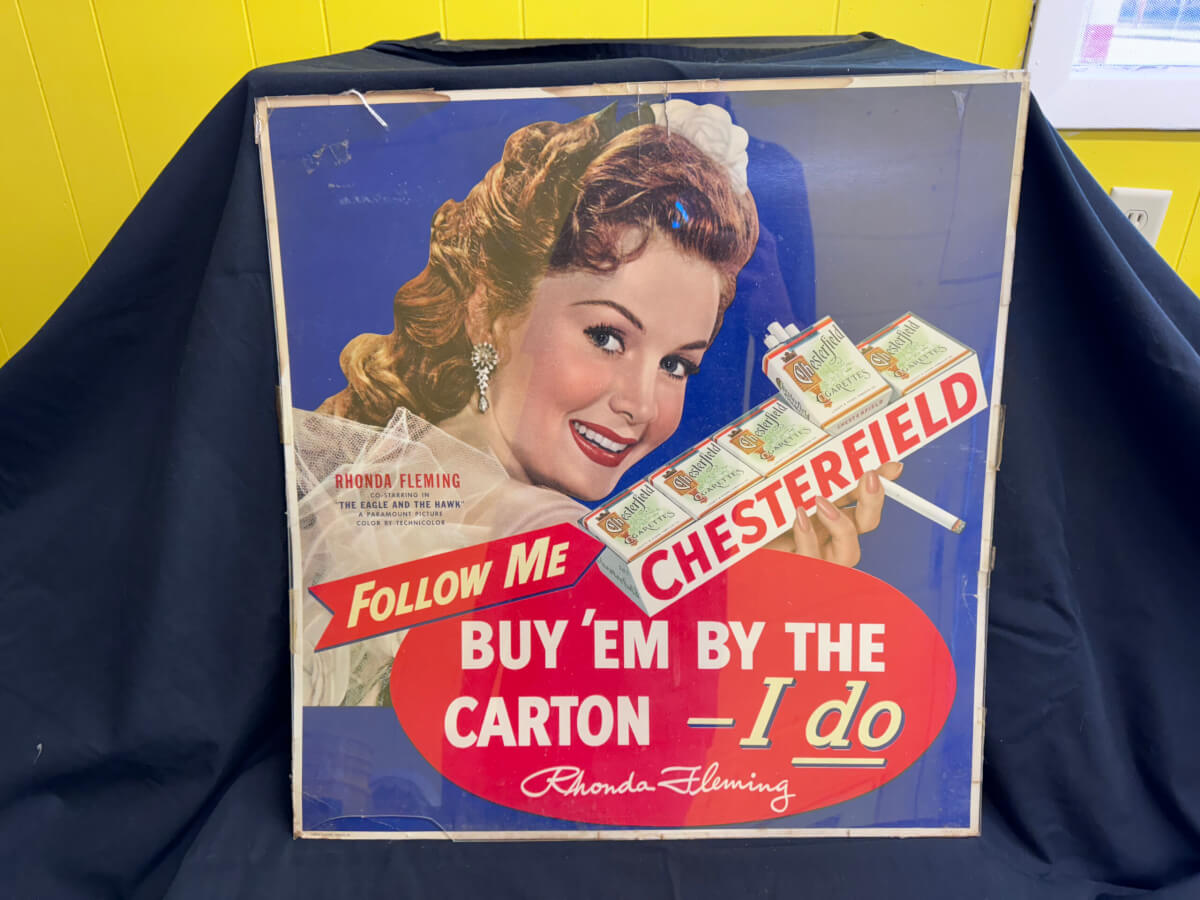 RHONDA FLEMING
CO-STARRING IN
"THE EAGLE AND THE HAWK"
A PARAMOUNT PICTURE
COLOR BY TECHNICOLOR
Chesterfield
CIGARETTES
Chesterfield
CIGARETTES
Chesterfield
CIGARETTES
Chesterfield
CIGARETTES
CHESTERFIELD
Chesterfield
CIGARETTES
CHESTERFIELD
FOLLOW ME
BUY 'EM BY THE
CARTON – I do
Rhonda Fleming